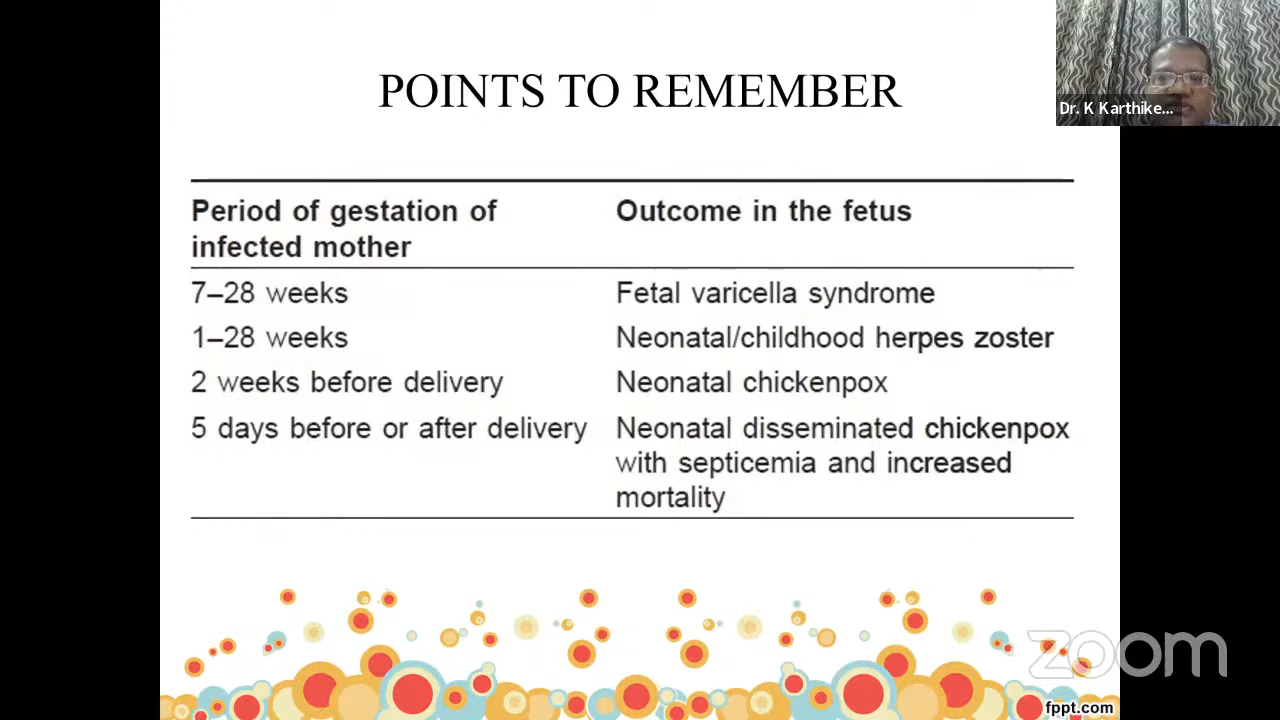 POINTS TO REMEMBER
Dr. K Karthike...
Period of gestation of Outcome in the fetus
infected mother
7–28 weeks Fetal varicella syndrome
1–28 weeks Neonatal/childhood herpes zoster
2 weeks before delivery Neonatal chickenpox
5 days before or after delivery Neonatal disseminated chickenpox
with septicemia and increased
mortality
zoom
fppt.com